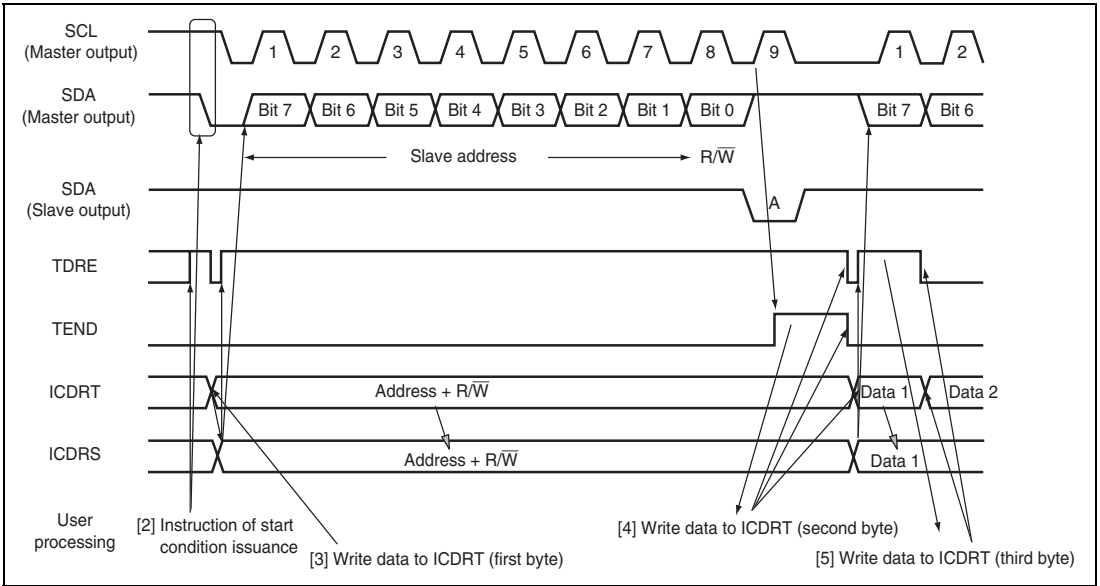 SCL
(Master output)
1 2 3 4 5 6 7 8 9 1 2
SDA
(Master output)
Bit 7 Bit 6 Bit 5 Bit 4 Bit 3 Bit 2 Bit 1 Bit 0 Bit 7 Bit 6
Slave address R/W̅
SDA
(Slave output)
A
TDRE
TEND
ICDRT
Address + R/W̅ Data 1 Data 2
ICDRS
Address + R/W̅ Data 1
User
processing
[2] Instruction of start
condition issuance
[3] Write data to ICDRT (first byte)
[4] Write data to ICDRT (second byte)
[5] Write data to ICDRT (third byte)